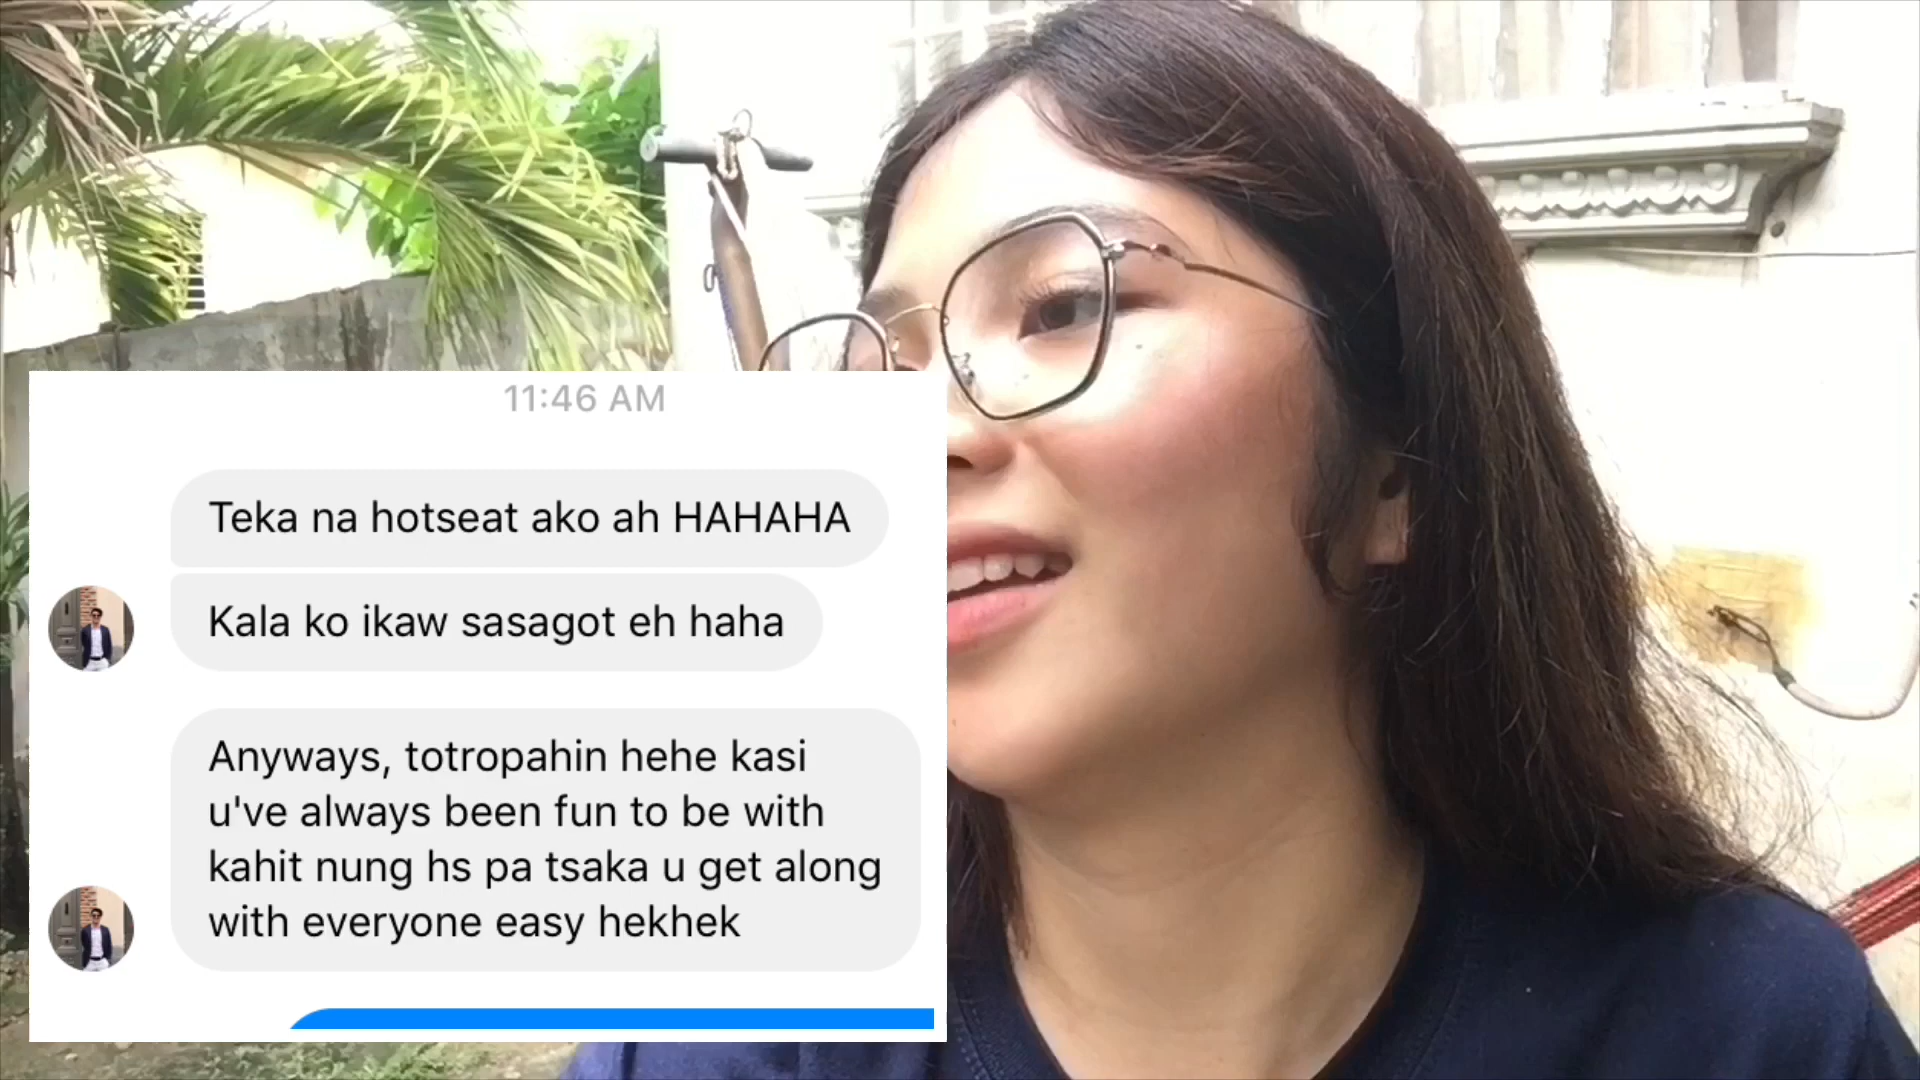 11:46 AM
Teka na hotseat ako ah HAHAHA
Kala ko ikaw sasagot eh haha
Anyways, totropahin hehe kasi
u've always been fun to be with
kahit nung hs pa tsaka u get along
with everyone easy hekhek